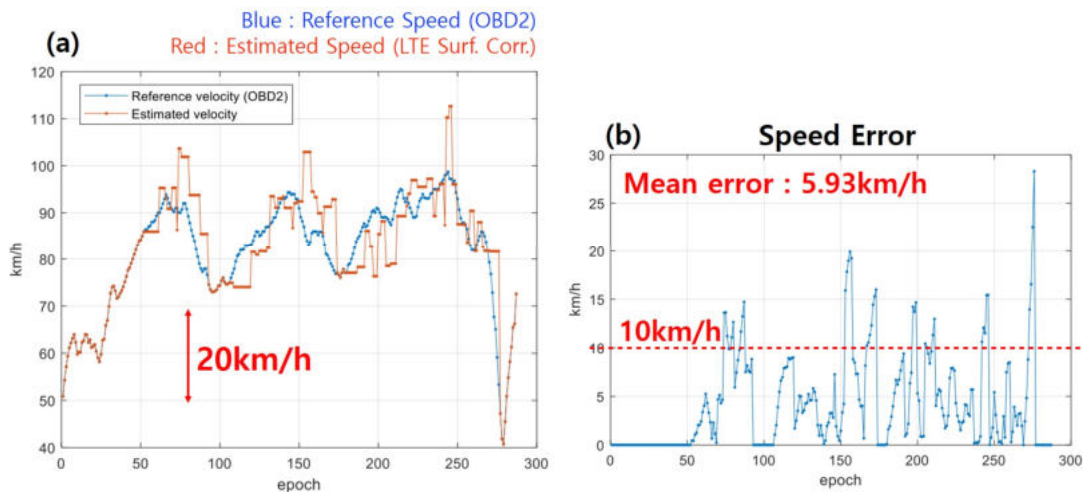 Blue : Reference Speed (OBD2)
Red : Estimated Speed (LTE Surf. Corr.)
(a)
Reference velocity (OBD2)
Estimated velocity
120
110
100
90
80
70
60
50
40
km/h
20km/h
0
50
100
150
200
250
300
epoch
(b)
Speed Error
Mean error : 5.93km/h
10km/h
30
25
20
15
10
5
0
km/h
0
50
100
150
200
250
300
epoch